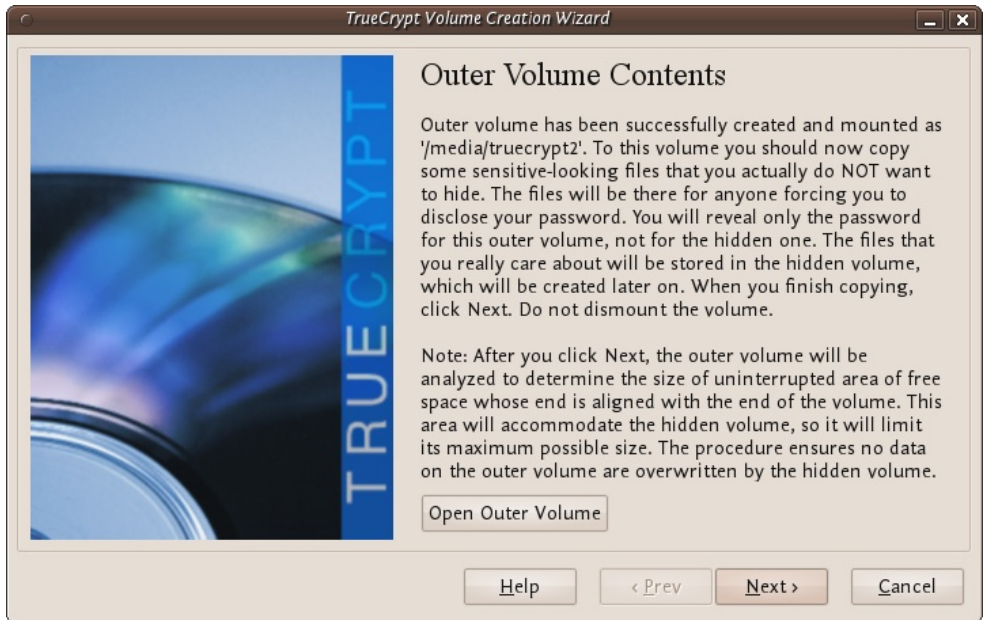 TrueCrypt Volume Creation Wizard
TRUECRYPT
Outer Volume Contents
Outer volume has been successfully created and mounted as
'/media/truecrypt2'. To this volume you should now copy
some sensitive-looking files that you actually do NOT want
to hide. The files will be there for anyone forcing you to
disclose your password. You will reveal only the password
for this outer volume, not for the hidden one. The files that
you really care about will be stored in the hidden volume,
which will be created later on. When you finish copying,
click Next. Do not dismount the volume.
Note: After you click Next, the outer volume will be
analyzed to determine the size of uninterrupted area of free
space whose end is aligned with the end of the volume. This
area will accommodate the hidden volume, so it will limit
its maximum possible size. The procedure ensures no data
on the outer volume are overwritten by the hidden volume.
Open Outer Volume
Help
< Prev
Next >
Cancel